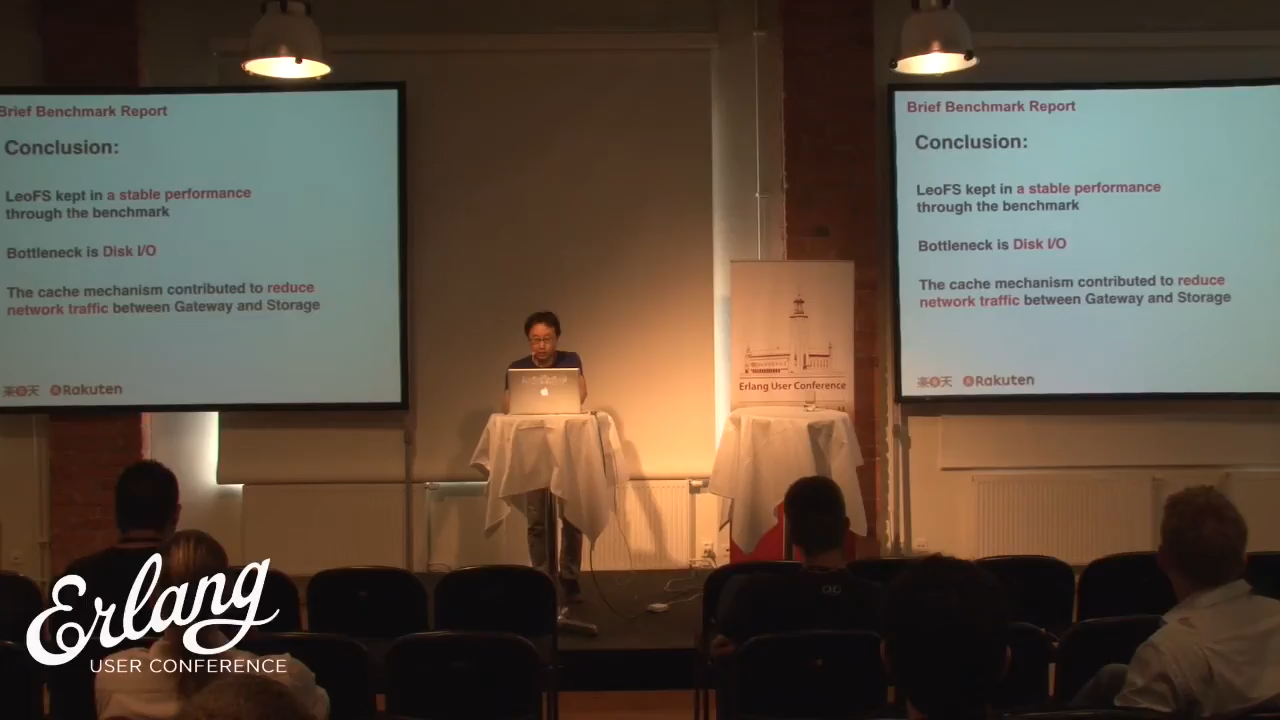 Brief Benchmark Report
Conclusion:
LeoFS kept in a stable performance
through the benchmark
Bottleneck is Disk I/O
The cache mechanism contributed to reduce
network traffic between Gateway and Storage
楽天 Rakuten
Brief Benchmark Report
Conclusion:
LeoFS kept in a stable performance
through the benchmark
Bottleneck is Disk I/O
The cache mechanism contributed to reduce
network traffic between Gateway and Storage
楽天 Rakuten
Erlang User Conference
Erlang
USER CONFERENCE